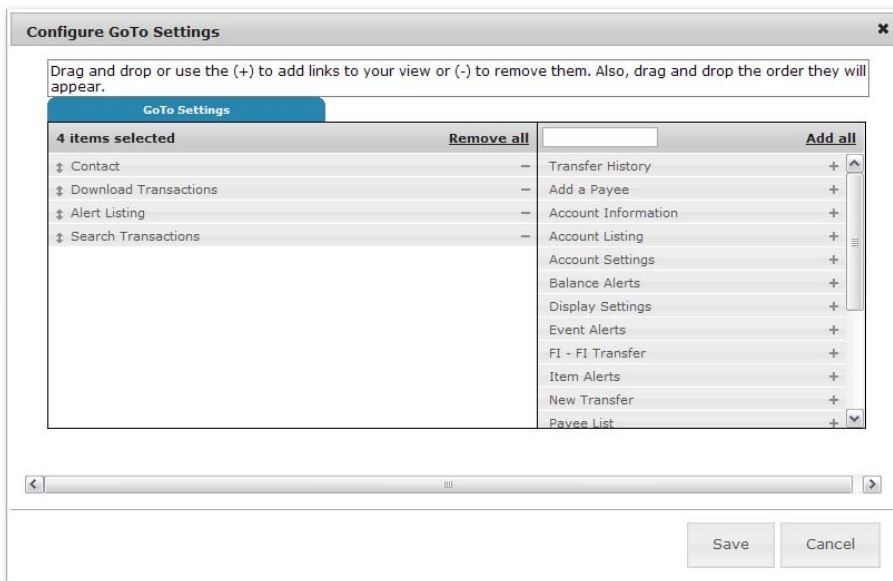 Configure GoTo Settings
Drag and drop or use the (+) to add links to your view or (-) to remove them. Also, drag and drop the order they will
appear.
GoTo Settings
4 items selected Remove all Add all
Contact Transfer History
Download Transactions Add a Payee
Alert Listing Account Information
Search Transactions Account Listing
Account Settings
Balance Alerts
Display Settings
Event Alerts
FI - FI Transfer
Item Alerts
New Transfer
Payee List
Save Cancel